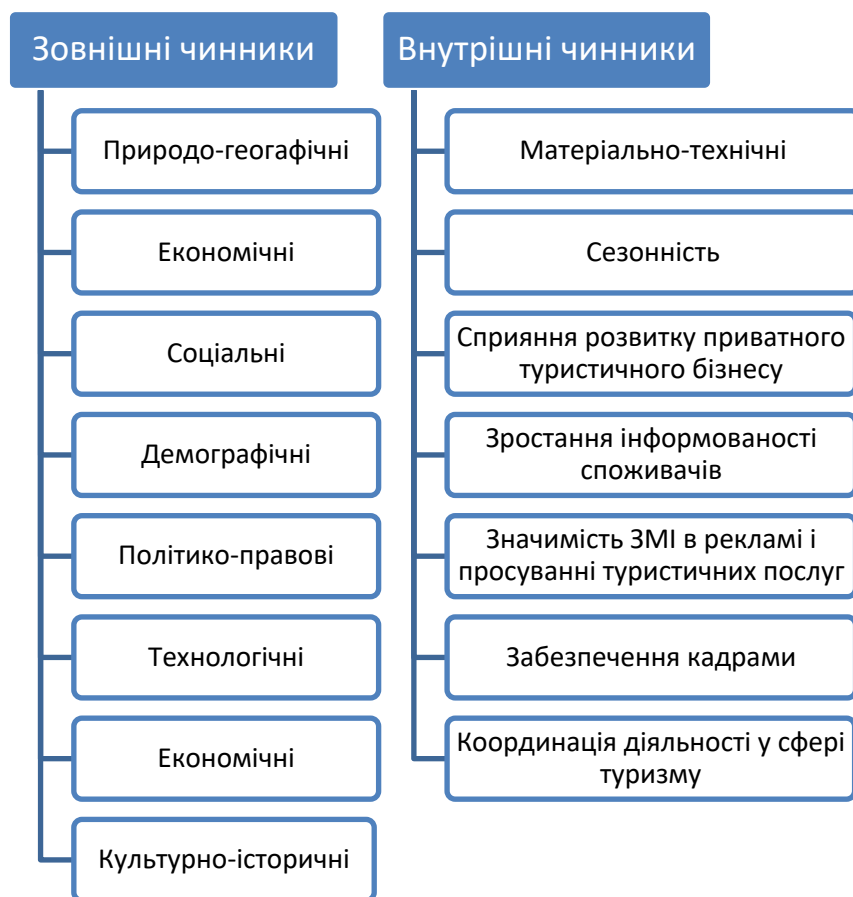 Зовнішні чинники
Природо-геогафічні
Економічні
Соціальні
Демографічні
Політико-правові
Технологічні
Економічні
Культурно-історичні
Внутрішні чинники
Матеріально-технічні
Сезонність
Сприяння розвитку приватного
туристичного бізнесу
Зростання інформованості
споживачів
Значимість ЗМІ в рекламі і
просуванні туристичних послуг
Забезпечення кадрами
Координація діяльності у сфері
туризму